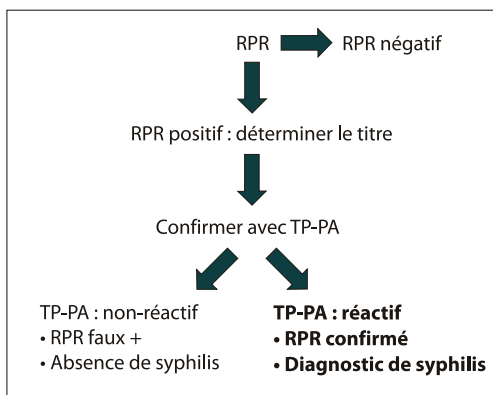 RPR RPR négatif
RPR positif : déterminer le titre
Confirmer avec TP-PA
TP-PA : non-réactif
• RPR faux +
• Absence de syphilis
TP-PA : réactif
• RPR confirmé
• Diagnostic de syphilis